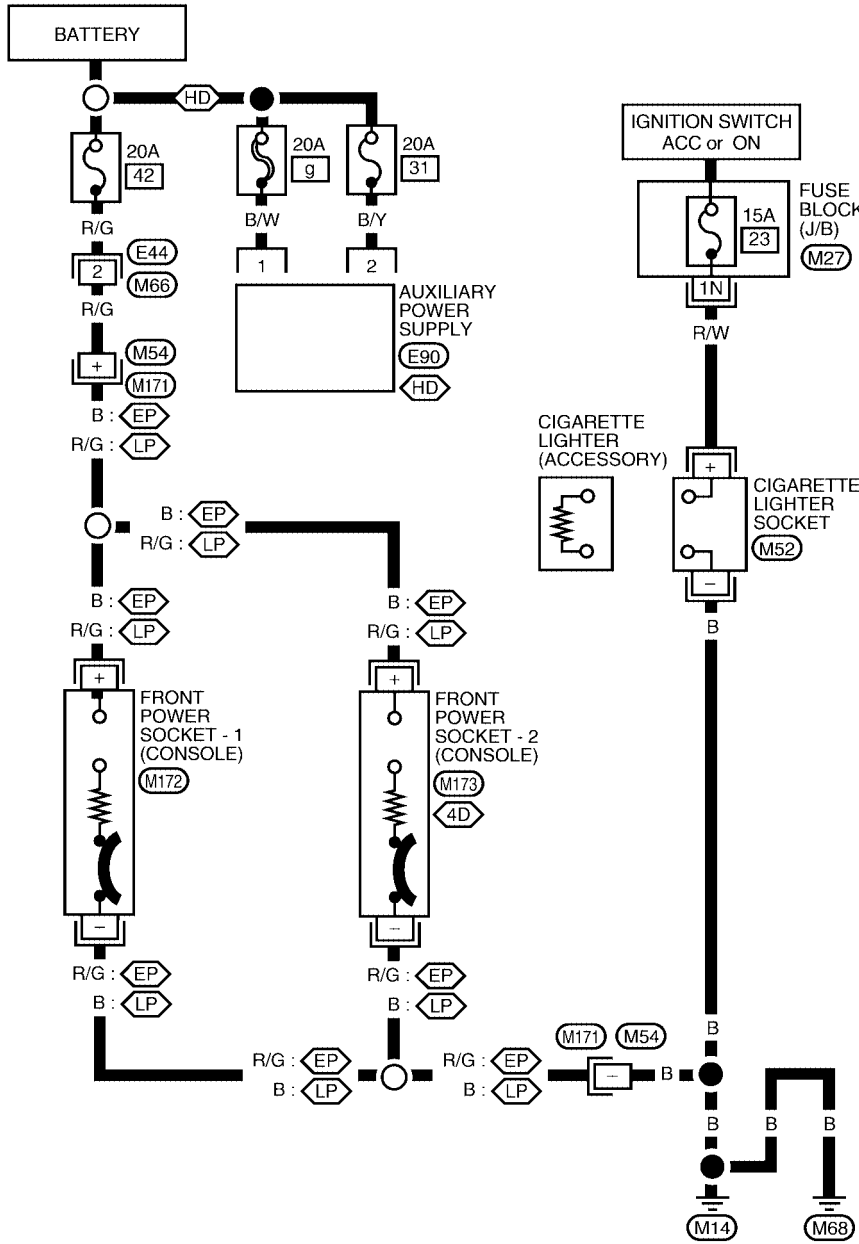 BATTERY
HD
20A
42
20A
g
20A
31
R/G
B/W
B/Y
2
E44
M66
1
2
R/G
AUXILIARY
POWER
SUPPLY
E90
HD
+
M54
M171
B : EP
R/G : LP
B : EP
R/G : LP
B : EP
R/G : LP
B : EP
R/G : LP
+
FRONT
POWER
SOCKET - 1
(CONSOLE)
M172
+
FRONT
POWER
SOCKET - 2
(CONSOLE)
M173
4D
−
−
R/G : EP
B : LP
R/G : EP
B : LP
R/G : EP
B : LP
R/G : EP
B : LP
M171
M54
−
B
IGNITION SWITCH
ACC or ON
15A
23
FUSE
BLOCK
(J/B)
M27
1N
R/W
CIGARETTE
LIGHTER
(ACCESSORY)
+
CIGARETTE
LIGHTER
SOCKET
M52
−
B
B
B
B
B
M14
M68